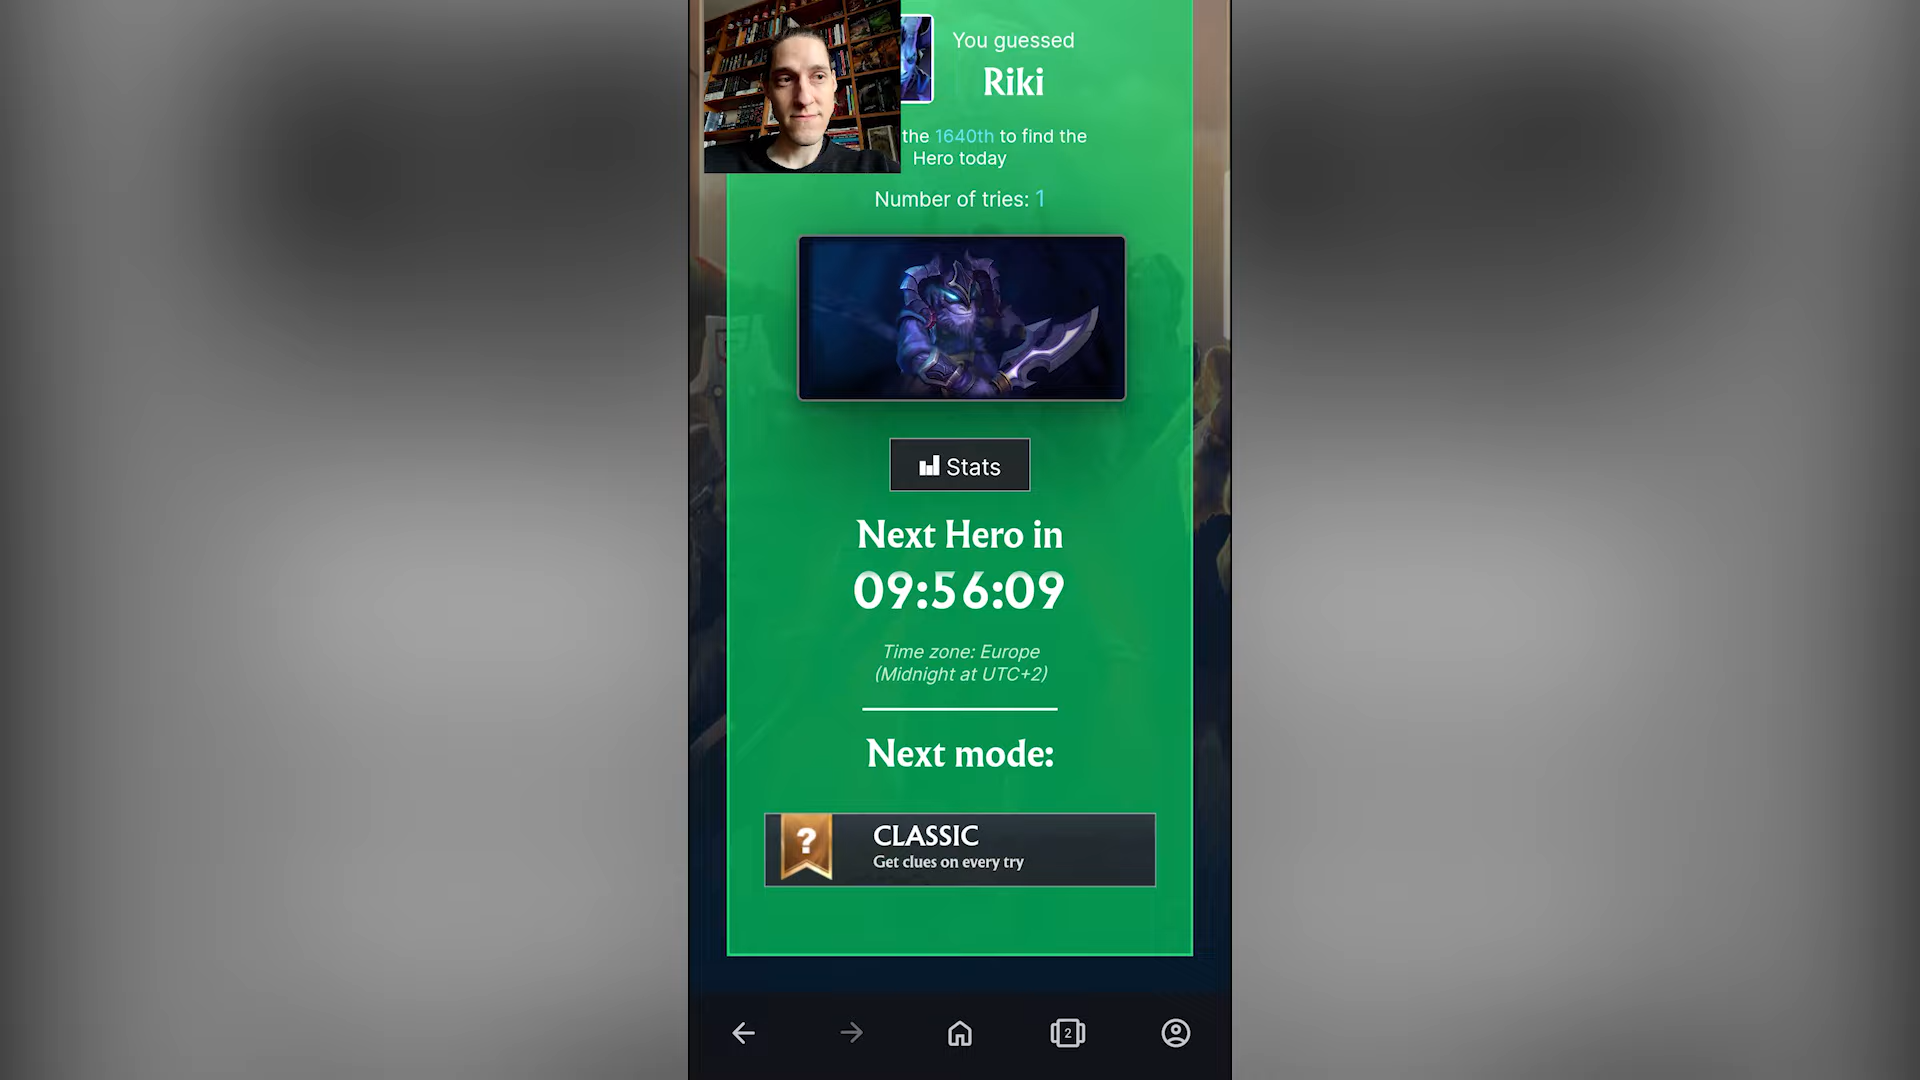 You guessed
Riki
the 1640th to find the
Hero today
Number of tries: 1
Stats
Next Hero in
09:56:09
Time zone: Europe
(Midnight at UTC+2)
Next mode:
?
CLASSIC
Get clues on every try
2